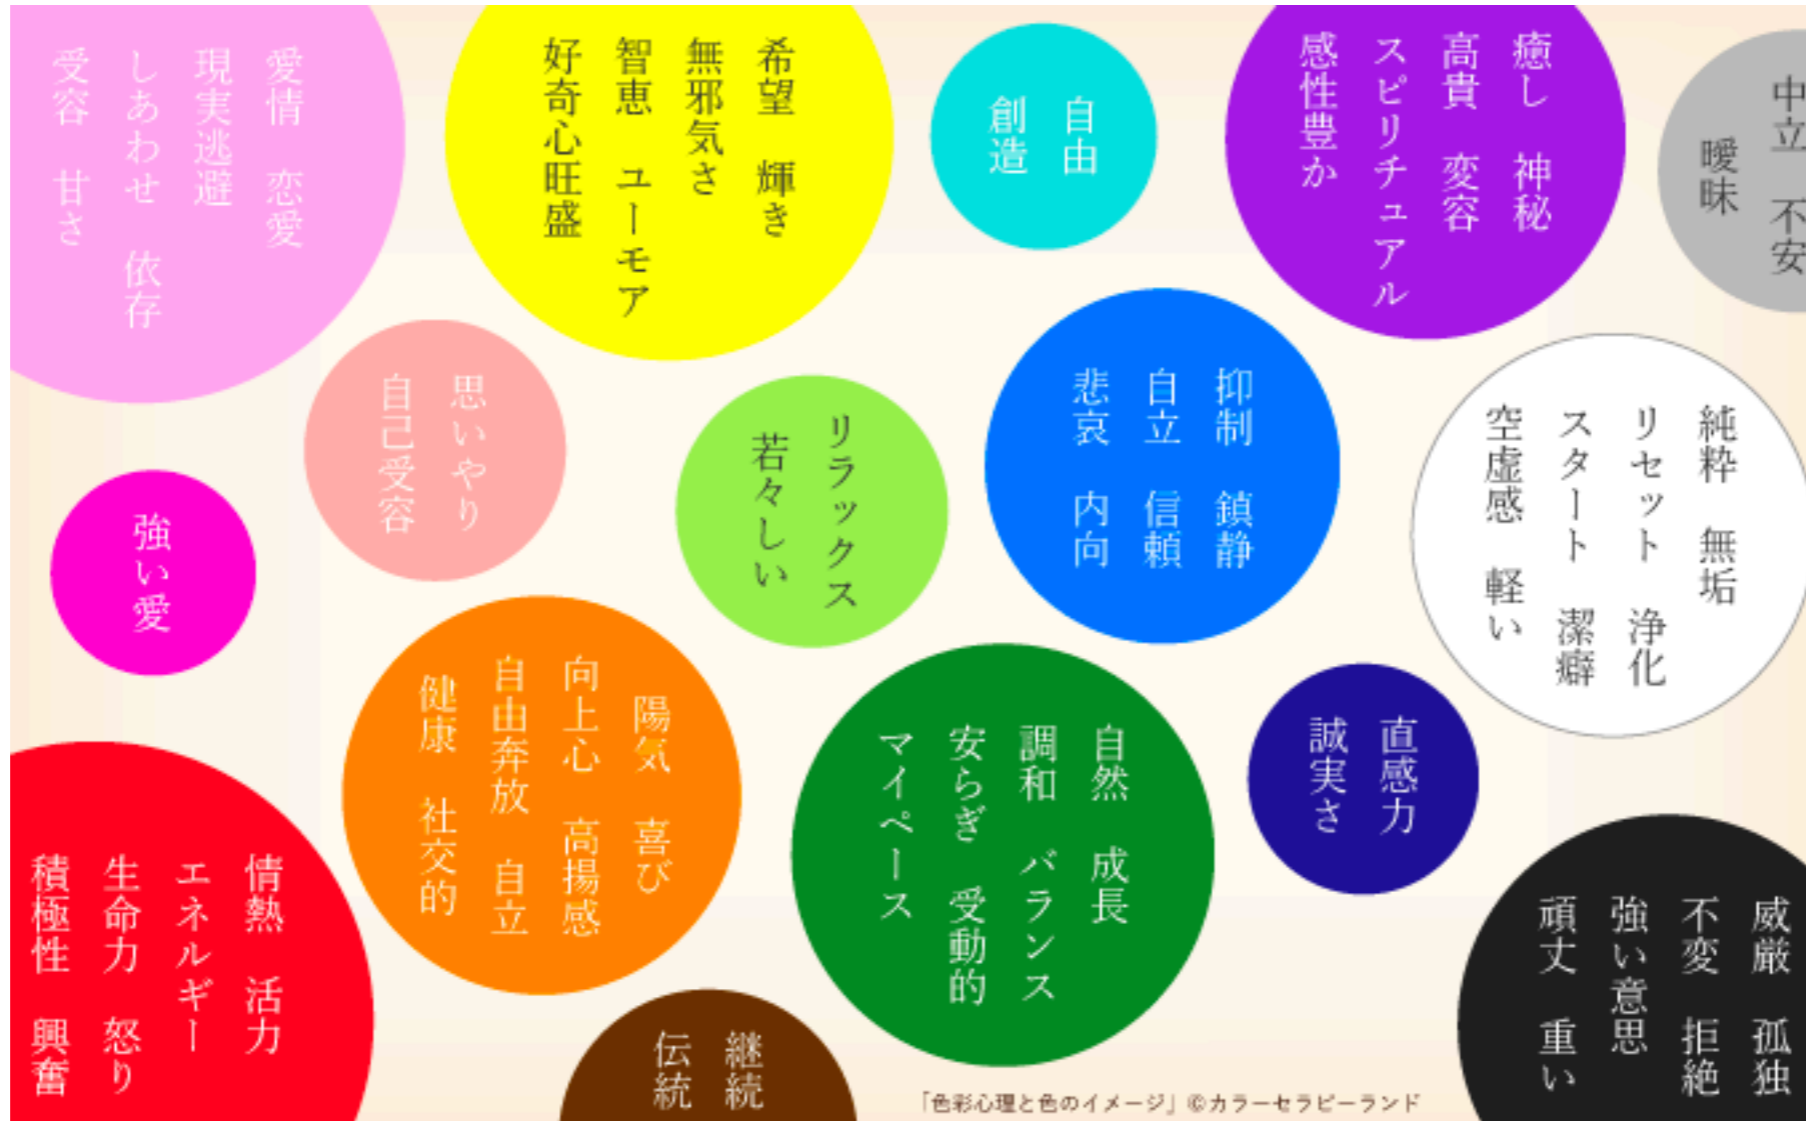 愛情　恋愛
現実逃避
しあわせ　依存
受容　甘さ
希望　輝き
無邪気さ
智恵　ユーモア
好奇心旺盛
自由
創造
癒し　神秘
高貴　変容
スピリチュアル
感性豊か
中立　不安
曖昧
思いやり
自己受容
リラックス
若々しい
抑制　鎮静
自立　信頼
悲哀　内向
純粋　無垢
リセット　浄化
スタート　潔癖
空虚感　軽い
強い愛
陽気　喜び
向上心　高揚感
自由奔放　自立
健康　社交的
自然　成長
調和　バランス
安らぎ　受動的
マイペース
直感力
誠実さ
情熱　活力
エネルギー
生命力　怒り
積極性　興奮
継続
伝統
威厳　孤独
不変　拒絶
強い意思
頑丈　重い
「色彩心理と色のイメージ」©カラーセラピーランド